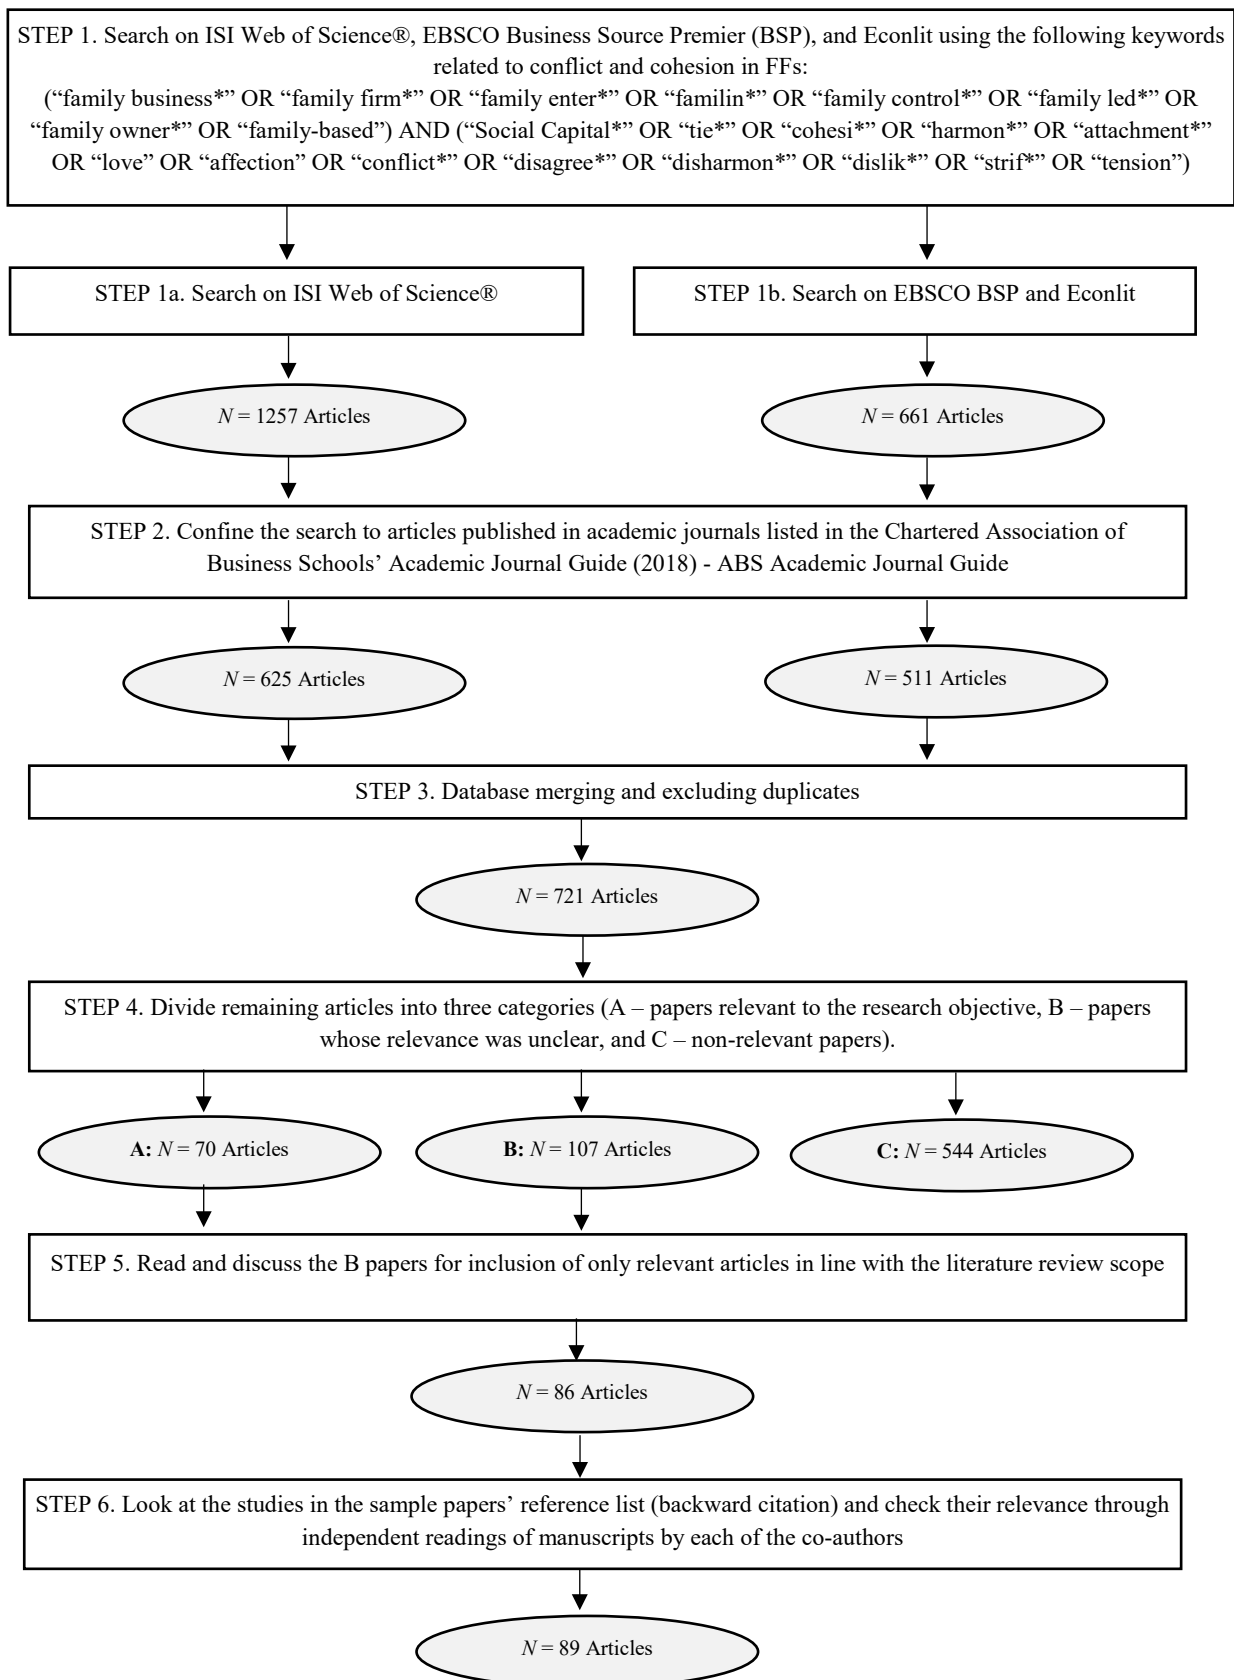 STEP 1. Search on ISI Web of Science®, EBSCO Business Source Premier (BSP), and Econlit using the following keywords
related to conflict and cohesion in FFs:
(“family business*” OR “family firm*” OR “family enter*” OR “familin*” OR “family control*” OR “family led*” OR
“family owner*” OR “family-based”) AND (“Social Capital*” OR “tie*” OR “cohesi*” OR “harmon*” OR “attachment*”
OR “love” OR “affection” OR “conflict*” OR “disagree*” OR “disharmon*” OR “dislik*” OR “strif*” OR “tension”)
STEP 1a. Search on ISI Web of Science®
STEP 1b. Search on EBSCO BSP and Econlit
N = 1257 Articles
N = 661 Articles
STEP 2. Confine the search to articles published in academic journals listed in the Chartered Association of
Business Schools’ Academic Journal Guide (2018) - ABS Academic Journal Guide
N = 625 Articles
N = 511 Articles
STEP 3. Database merging and excluding duplicates
N = 721 Articles
STEP 4. Divide remaining articles into three categories (A – papers relevant to the research objective, B – papers
whose relevance was unclear, and C – non-relevant papers).
A: N = 70 Articles
B: N = 107 Articles
C: N = 544 Articles
STEP 5. Read and discuss the B papers for inclusion of only relevant articles in line with the literature review scope
N = 86 Articles
STEP 6. Look at the studies in the sample papers’ reference list (backward citation) and check their relevance through
independent readings of manuscripts by each of the co-authors
N = 89 Articles